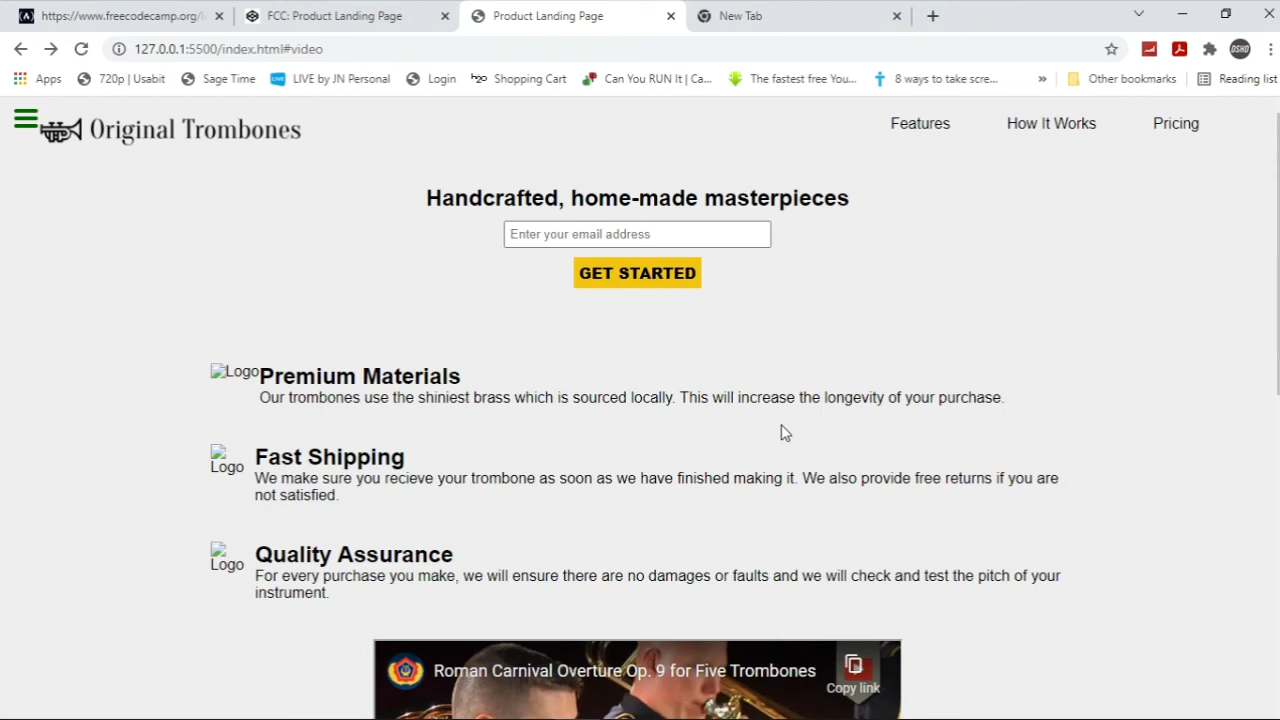 https://www.freecodecamp.org/l
FCC: Product Landing Page
Product Landing Page
New Tab
127.0.0.1:5500/index.html#video
DSHD
Apps
720p | Usabit
Sage Time
LIVE
LIVE by JN Personal
Login
Shopping Cart
Can You RUN It | Ca...
The fastest free You...
8 ways to take scre...
»
Other bookmarks
Reading list
Original Trombones
Features
How It Works
Pricing
Handcrafted, home-made masterpieces
Enter your email address
GET STARTED
Logo
Premium Materials
Our trombones use the shiniest brass which is sourced locally. This will increase the longevity of your purchase.
Logo
Fast Shipping
We make sure you recieve your trombone as soon as we have finished making it. We also provide free returns if you are
not satisfied.
Logo
Quality Assurance
For every purchase you make, we will ensure there are no damages or faults and we will check and test the pitch of your
instrument.
Roman Carnival Overture Op. 9 for Five Trombones
Copy link